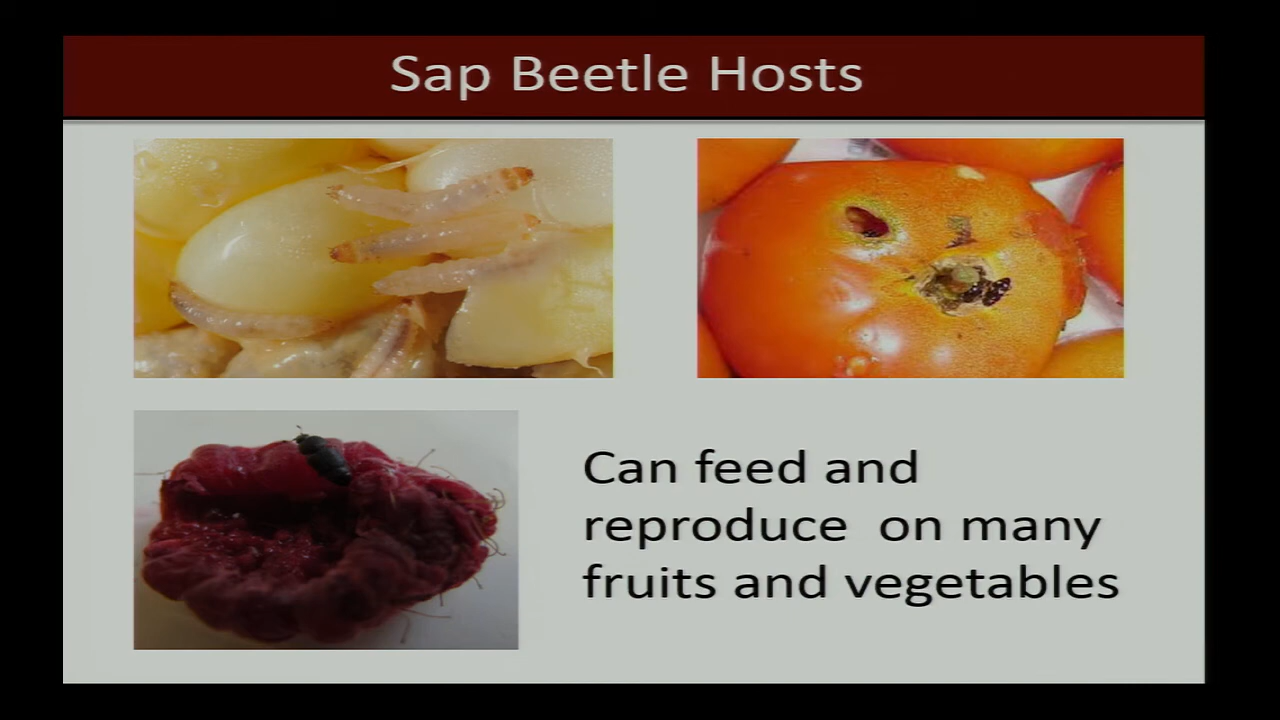 Sap Beetle Hosts
Can feed and
reproduce on many
fruits and vegetables